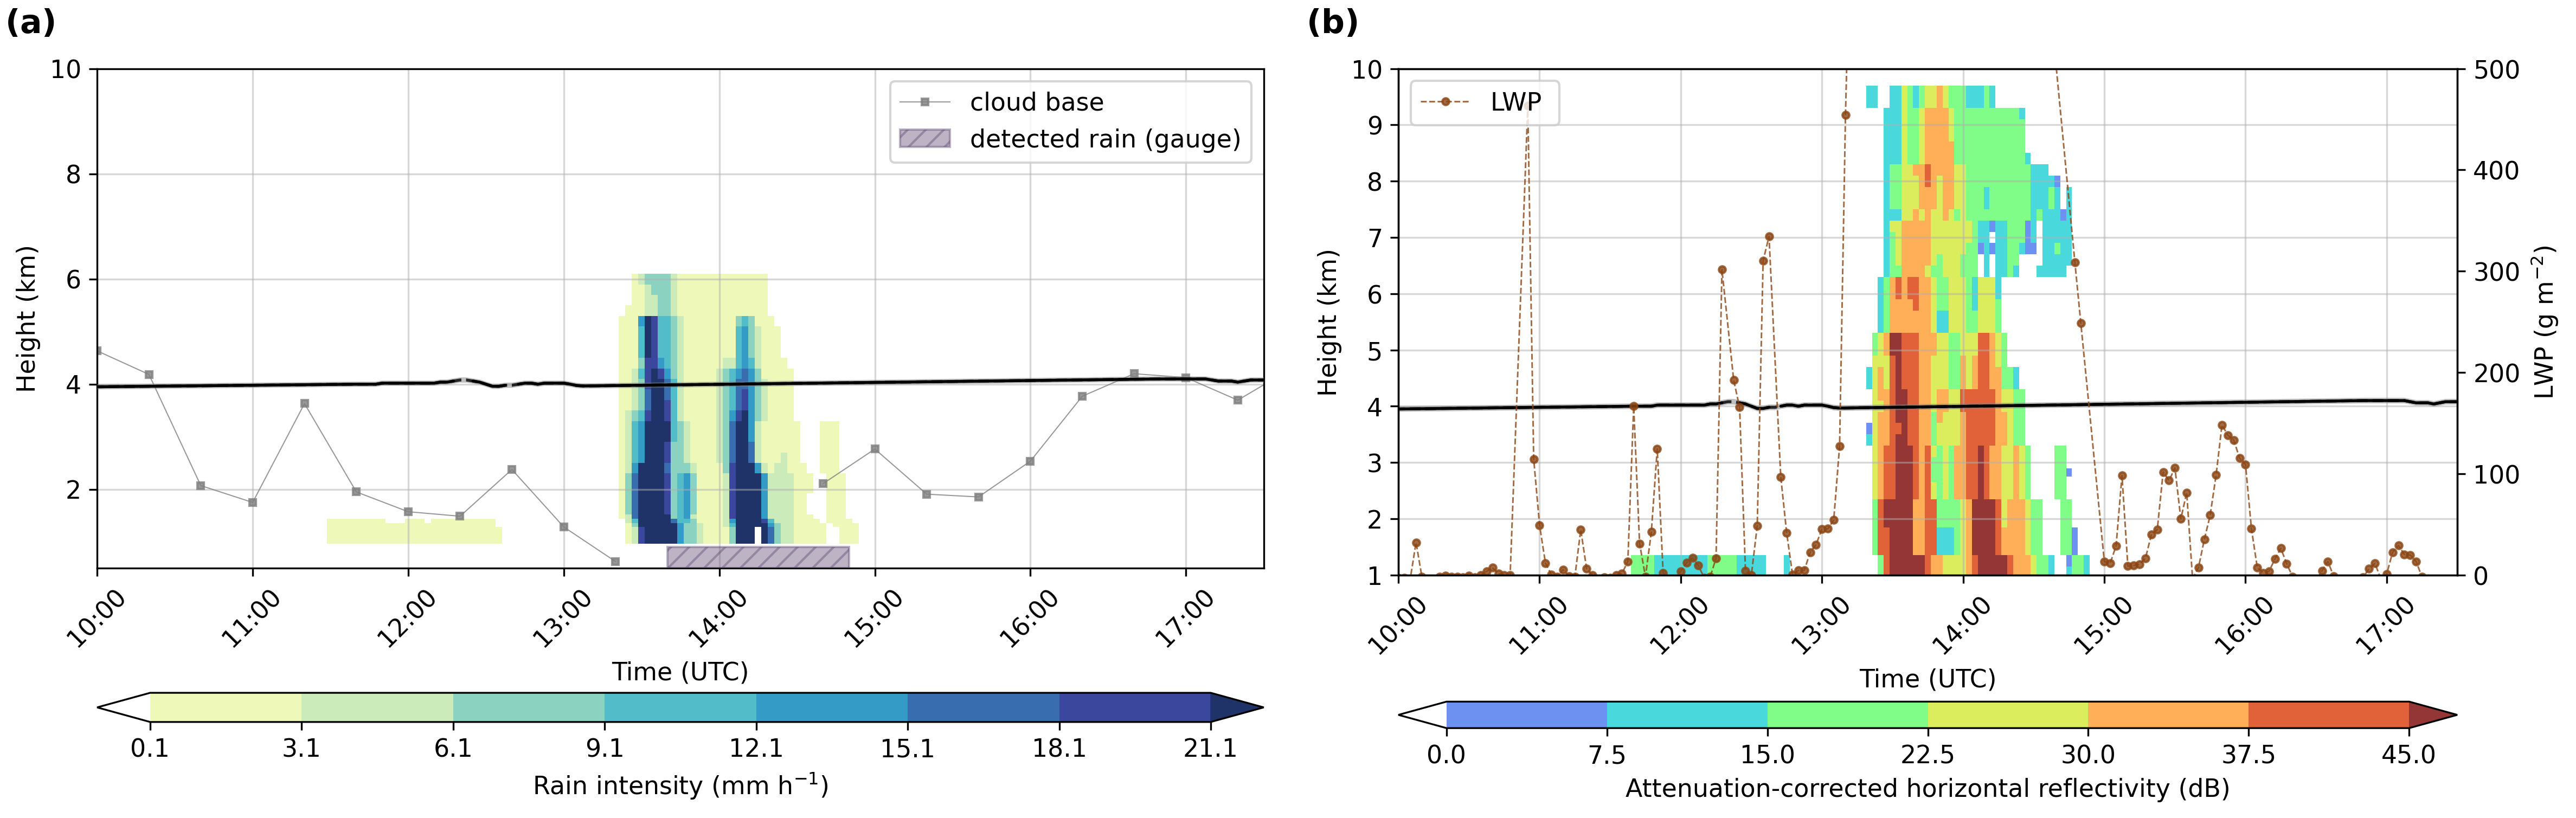 (a)
10
8
6
4
2
Height (km)
cloud base
detected rain (gauge)
10:00 11:00 12:00 13:00 14:00 15:00 16:00 17:00
Time (UTC)
0.1 3.1 6.1 9.1 12.1 15.1 18.1 21.1
Rain intensity (mm h⁻¹)
(b)
10
9
8
7
6
5
4
3
2
1
Height (km)
LWP
500
400
300
200
100
0
LWP (g m⁻²)
10:00 11:00 12:00 13:00 14:00 15:00 16:00 17:00
Time (UTC)
0.0 7.5 15.0 22.5 30.0 37.5 45.0
Attenuation-corrected horizontal reflectivity (dB)